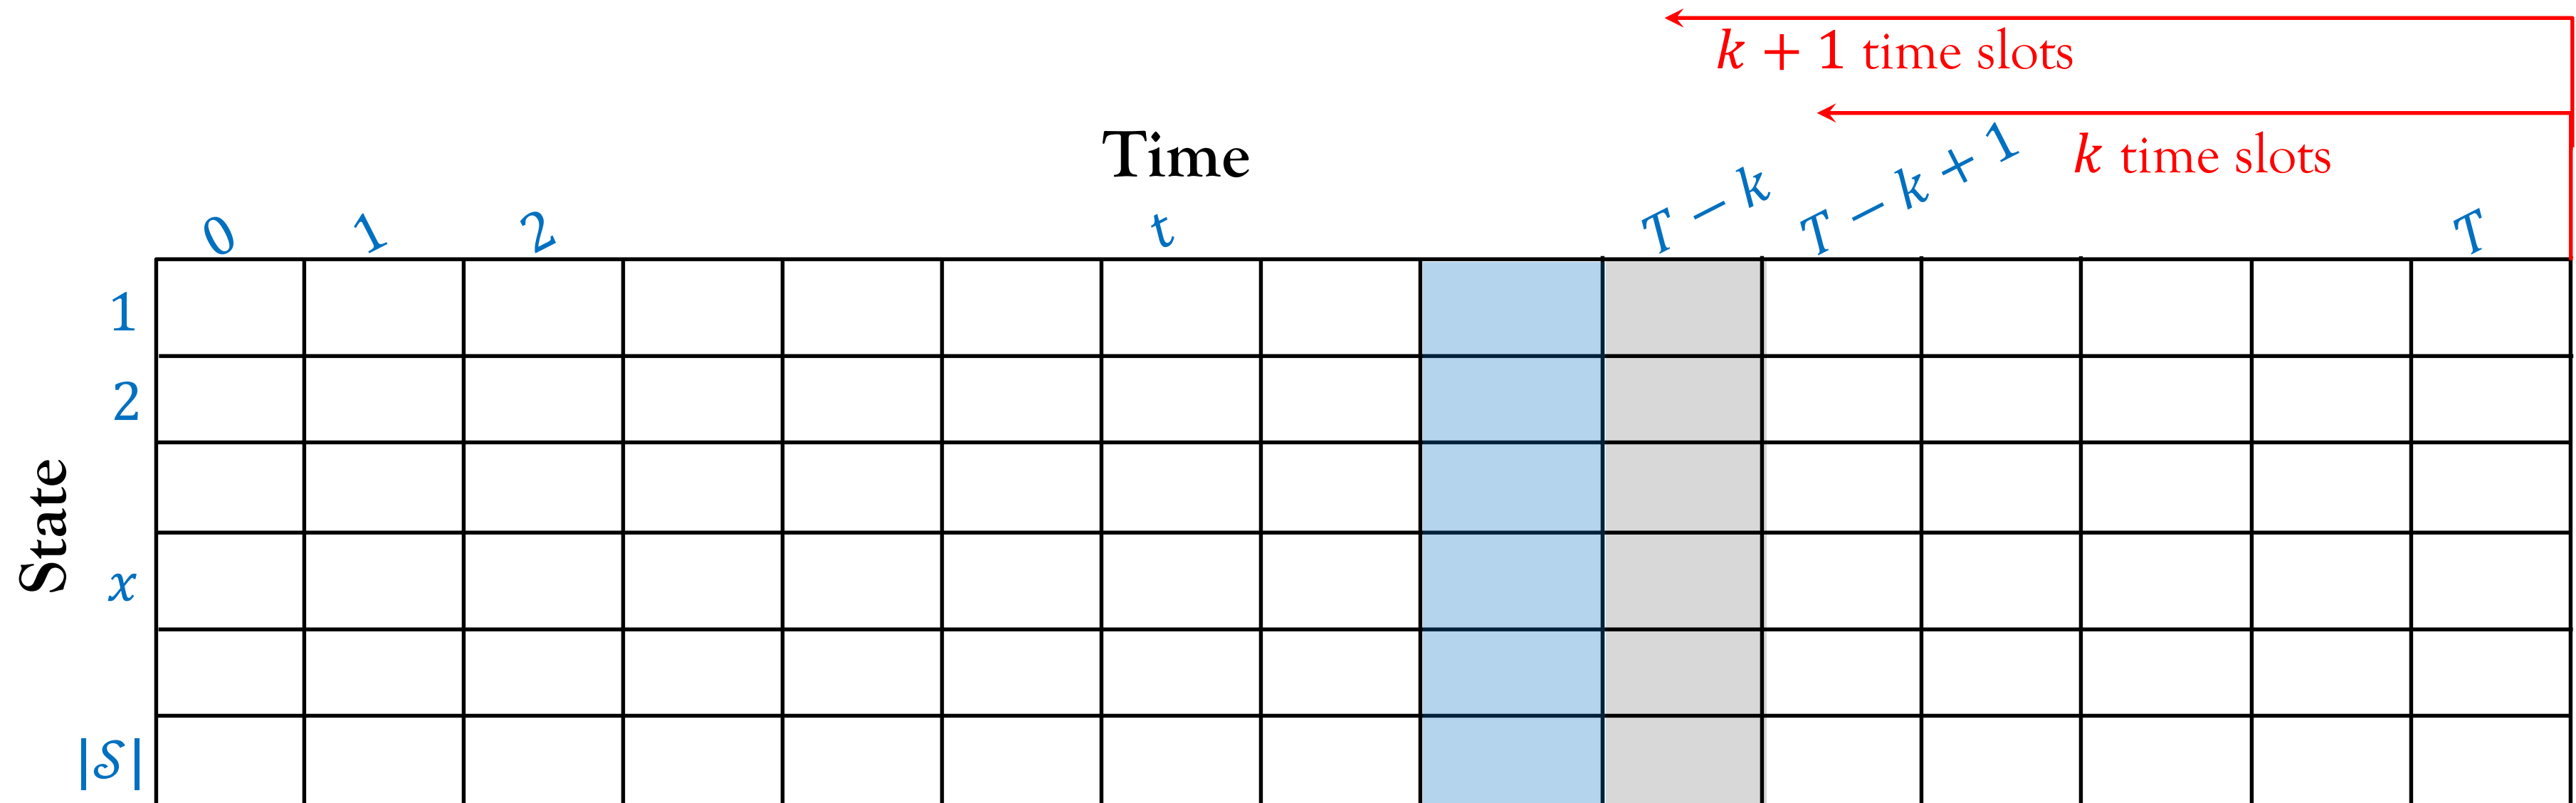 k + 1 time slots
k time slots
Time
0 1 2 t T − k T − k + 1 T
State
1
2
x
|𝒮|